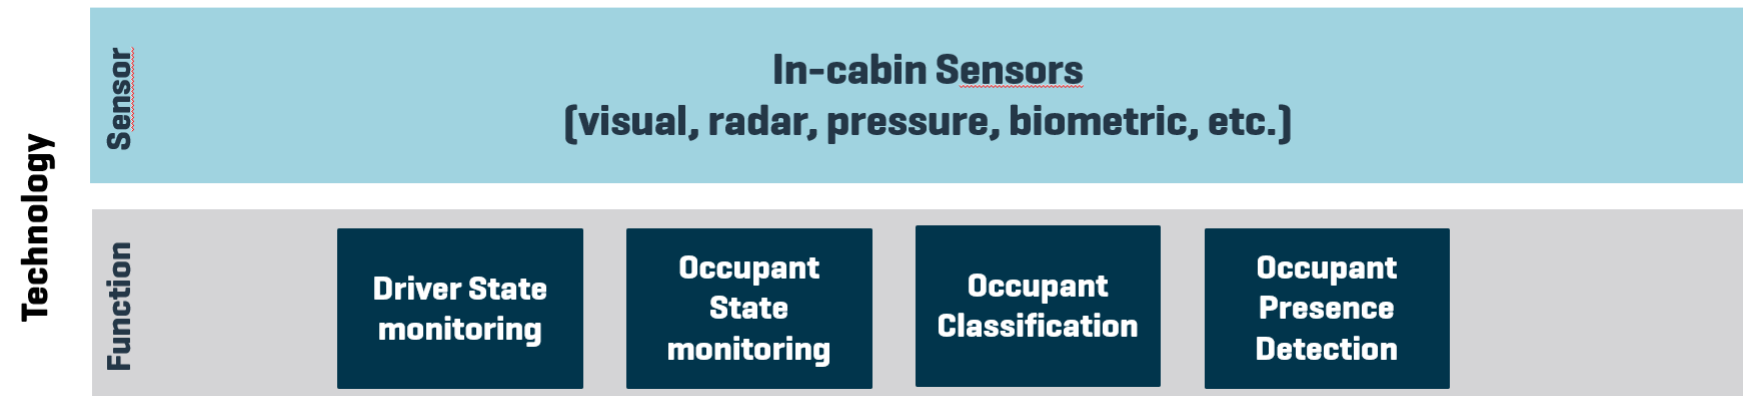 Technology
Sensor
In-cabin Sensors
(visual, radar, pressure, biometric, etc.)
Function
Driver State
monitoring
Occupant
State
monitoring
Occupant
Classification
Occupant
Presence
Detection